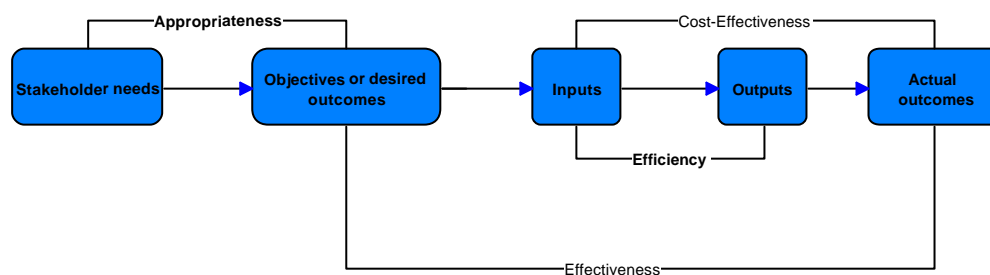 Appropriateness
Cost-Effectiveness
Stakeholder needs
Objectives or desired
outcomes
Inputs
Outputs
Actual
outcomes
Efficiency
Effectiveness